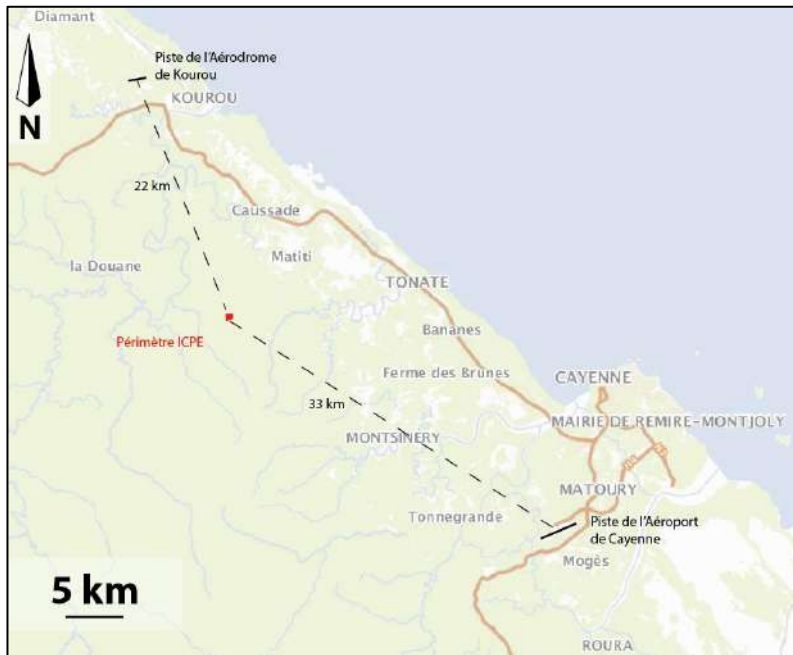 Diamant
Piste de l'Aérodrome
de Kourou
N
KOUROU
22 km
Caussade
Matiti
la Douane
TONATE
Périmètre ICPE
Bananes
Ferme des Brunes
CAYENNE
33 km
MAIRIE DE REMIRE-MONTJOLY
MONTSINERY
MATOURY
Tonnegrande
Piste de l'Aéroport
de Cayenne
Mogès
5 km
ROURA